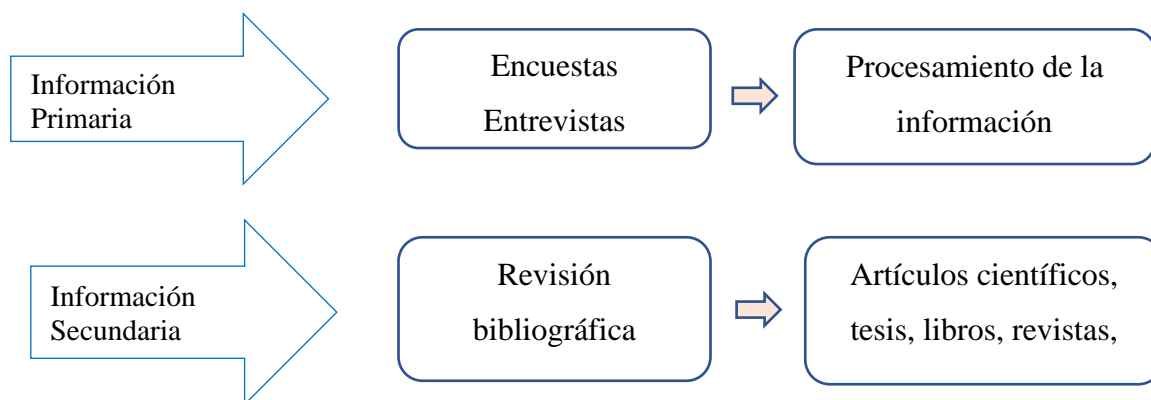 Información
Primaria
Encuestas
Entrevistas
Procesamiento de la
información
Información
Secundaria
Revisión
bibliográfica
Artículos científicos,
tesis, libros, revistas,